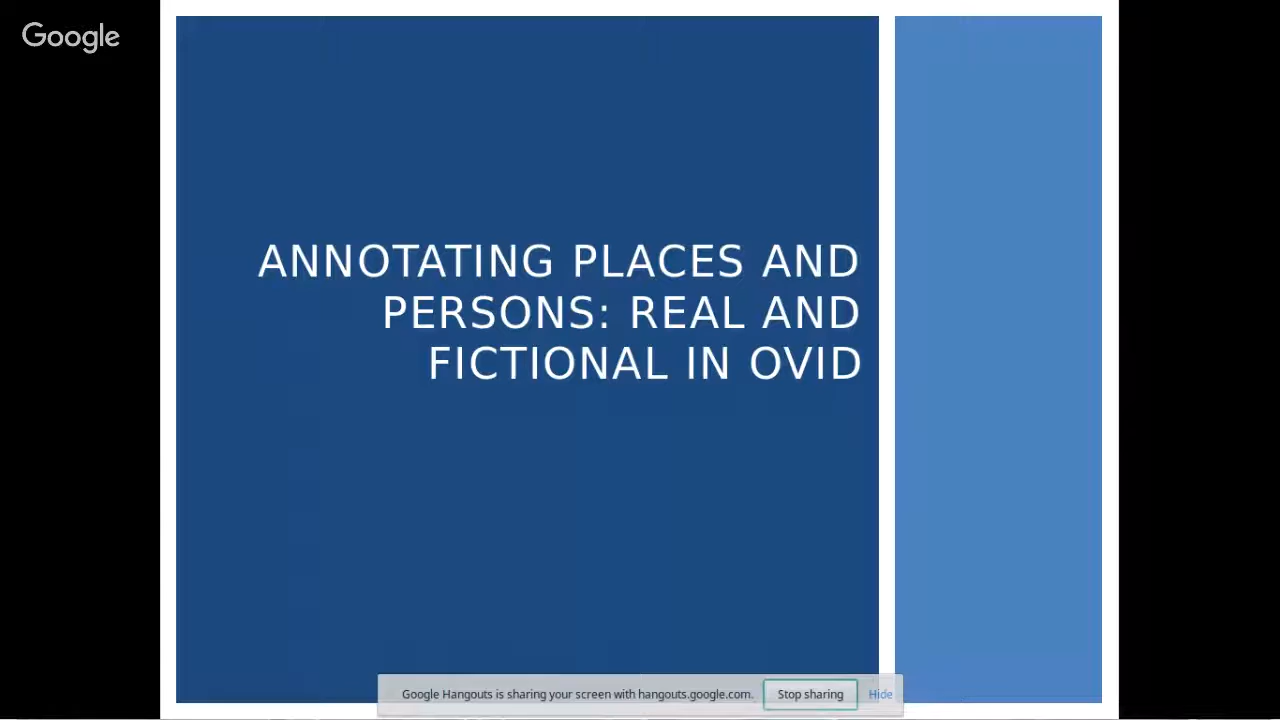 Google
ANNOTATING PLACES AND
PERSONS: REAL AND
FICTIONAL IN OVID
Google Hangouts is sharing your screen with hangouts.google.com. Stop sharing Hide